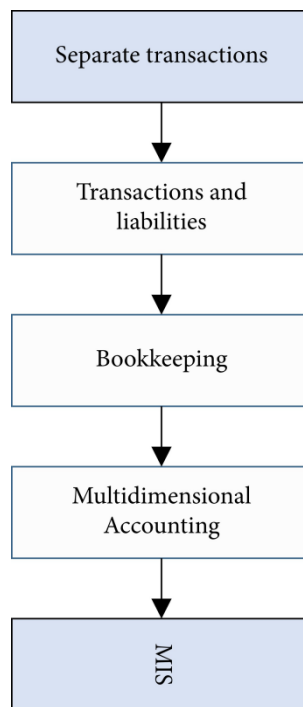 Separate transactions
Transactions and
liabilities
Bookkeeping
Multidimensional
Accounting
MIS